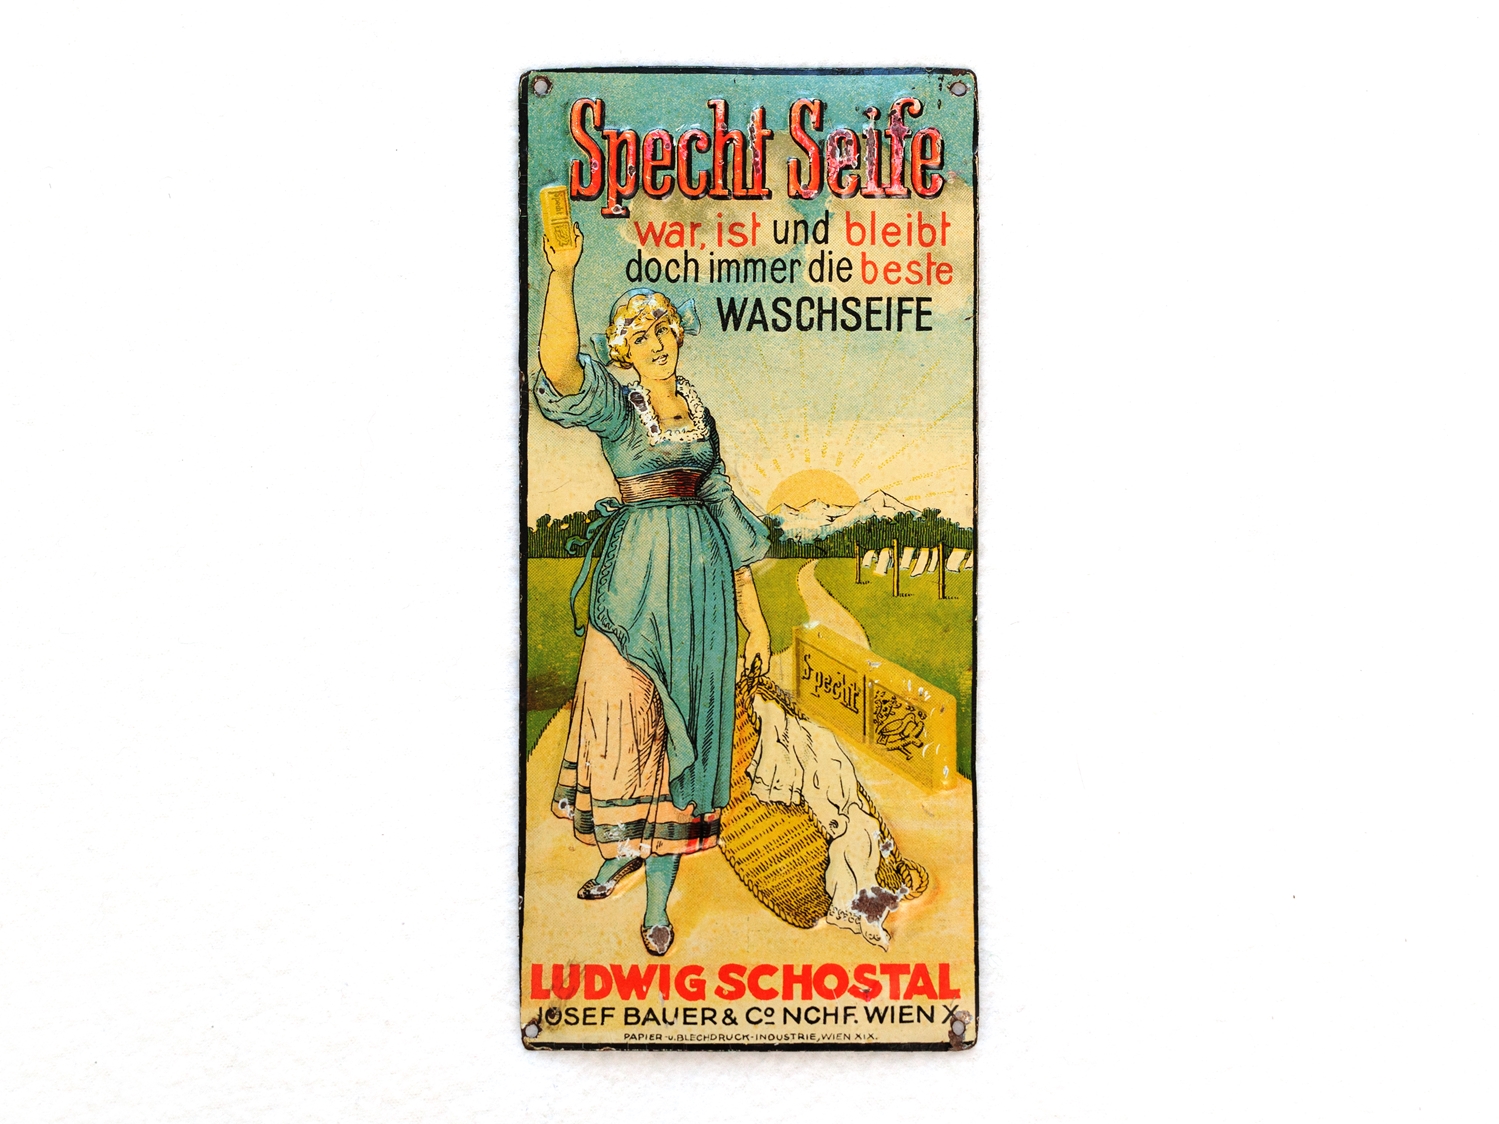 Specht Seife
war, ist und bleibt
doch immer die beste
WASCHSEIFE
Specht
Specht
LUDWIG SCHOSTAL
JOSEF BAUER & Co NCHF. WIEN X.
PAPIER-u.BLECHDRUCK-INDUSTRIE, WIEN XIX.